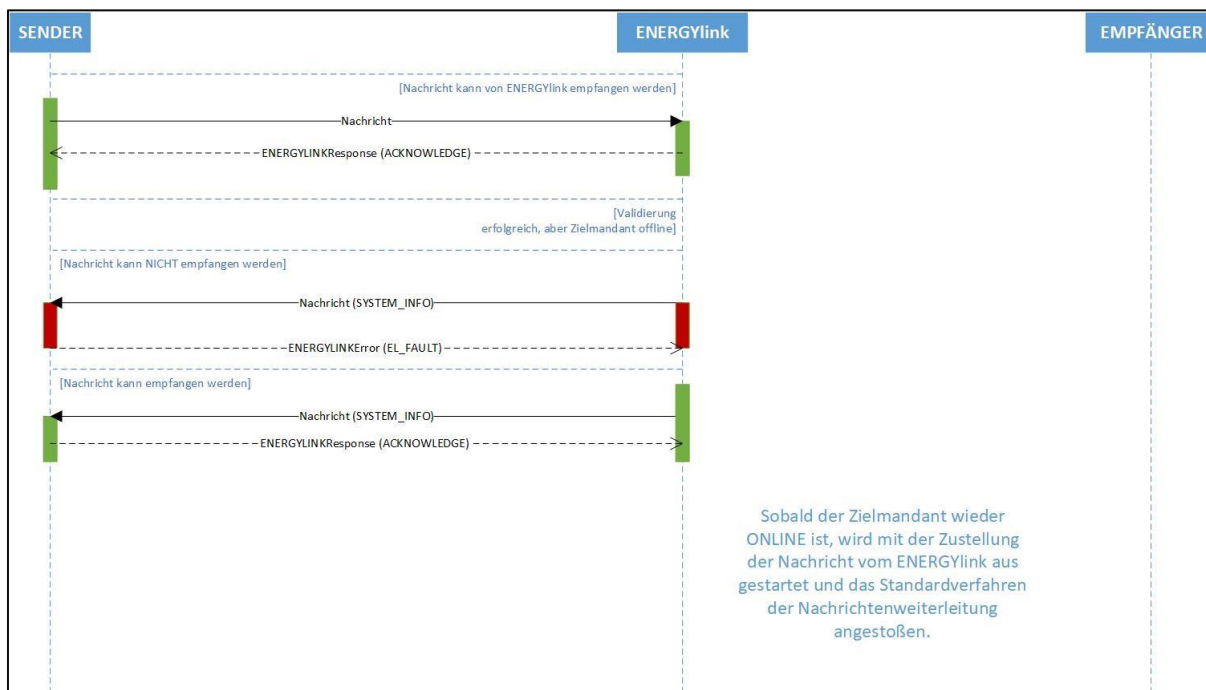 SENDER
ENERGYlink
EMPFÄNGER
[Nachricht kann von ENERGYlink empfangen werden]
Nachricht
ENERGYLINKResponse (ACKNOWLEDGE)
[Validierung
erfolgreich, aber Zielmandant offline]
[Nachricht kann NICHT empfangen werden]
Nachricht (SYSTEM_INFO)
ENERGYLINKError (EL_FAULT)
[Nachricht kann empfangen werden]
Nachricht (SYSTEM_INFO)
ENERGYLINKResponse (ACKNOWLEDGE)
Sobald der Zielmandant wieder
ONLINE ist, wird mit der Zustellung
der Nachricht vom ENERGYlink aus
gestartet und das Standardverfahren
der Nachrichtenweiterleitung
angestoßen.